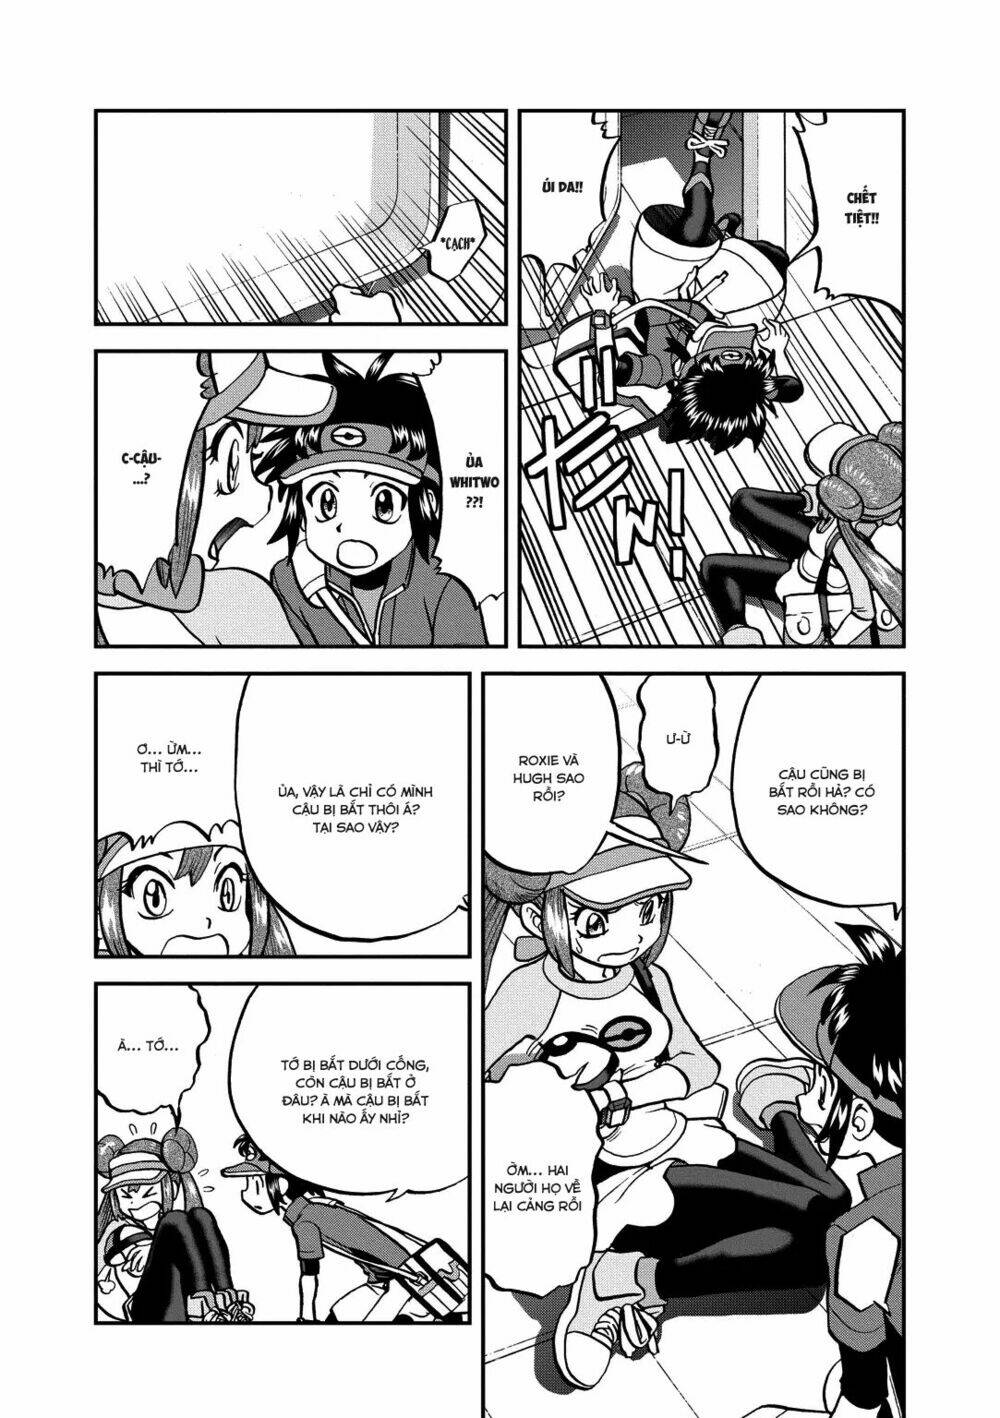 CHẾT
TIỆT!!
ÚI DA!!
*CẠCH*
ỦA
WHITWO
??!
C-CẬU-
...?
CẬU CŨNG BỊ
BẮT RỒI HẢ? CÓ
SAO KHÔNG?
Ư-Ừ
ROXIE VÀ
HUGH SAO
RỒI?
ỜM... HAI
NGƯỜI HỌ VỀ
LẠI CẢNG RỒI
ỦA, VẬY LÀ CHỈ CÓ MÌNH
CẬU BỊ BẮT THÔI Á?
TẠI SAO VẬY?
Ơ... ỪM...
THÌ TỚ...
TỚ BỊ BẮT DƯỚI CỐNG,
CÒN CẬU BỊ BẮT Ở
ĐÂU? À MÀ CẬU BỊ BẮT
KHI NÀO ẤY NHỈ?
À... TỚ...